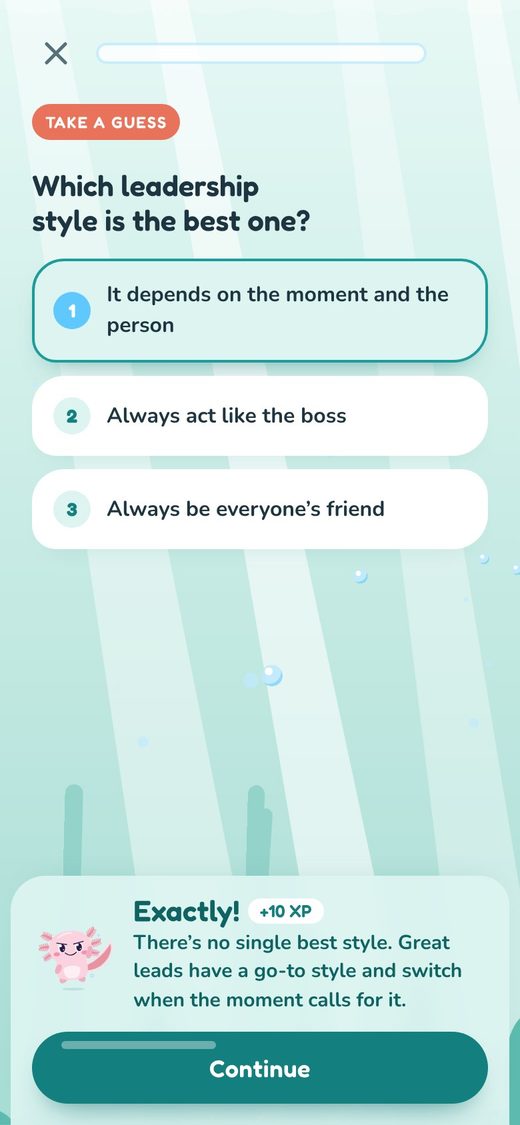 TAKE A GUESS
Which leadership
style is the best one?
1
It depends on the moment and the
person
2
Always act like the boss
3
Always be everyone’s friend
Exactly!
+10 XP
There’s no single best style. Great
leads have a go-to style and switch
when the moment calls for it.
Continue